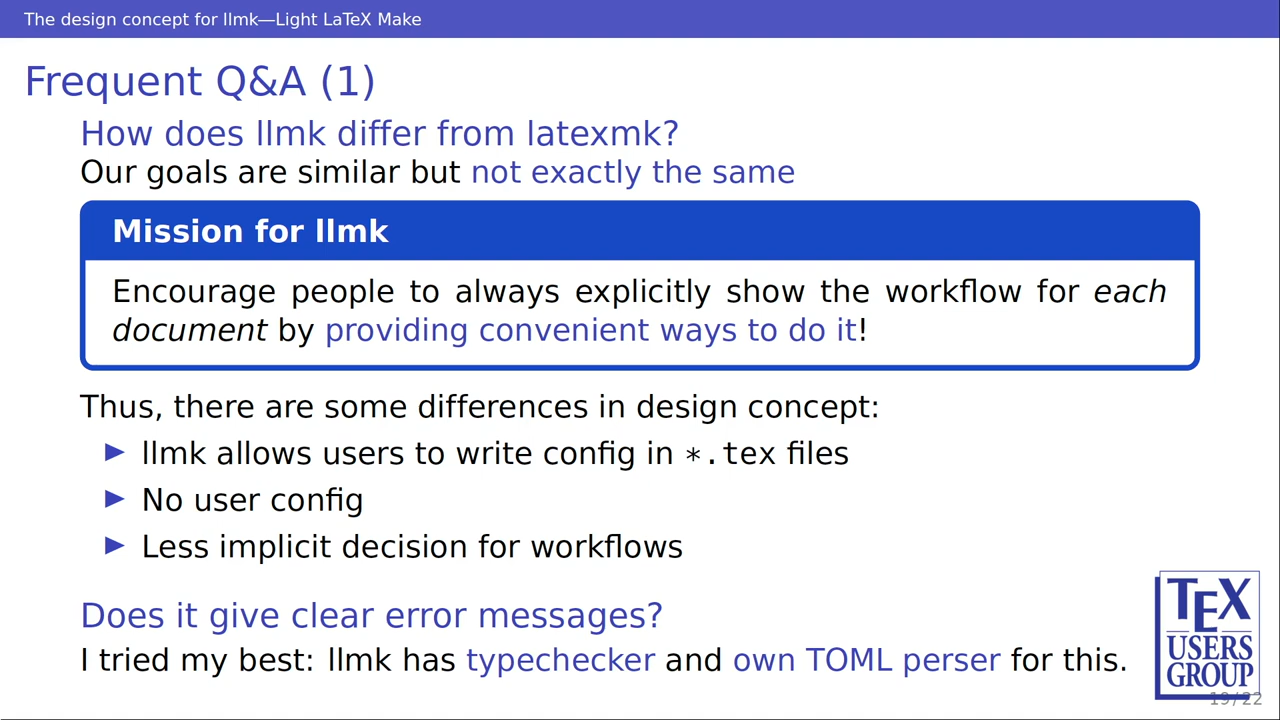 The design concept for llmk—Light LaTeX Make
Frequent Q&A (1)
How does llmk differ from latexmk?
Our goals are similar but not exactly the same
Mission for llmk
Encourage people to always explicitly show the workflow for each
document by providing convenient ways to do it!
Thus, there are some differences in design concept:
▶ llmk allows users to write config in *.tex files
▶ No user config
▶ Less implicit decision for workflows
Does it give clear error messages?
I tried my best: llmk has typechecker and own TOML perser for this.
TEX
USERS
GROUP
19/22